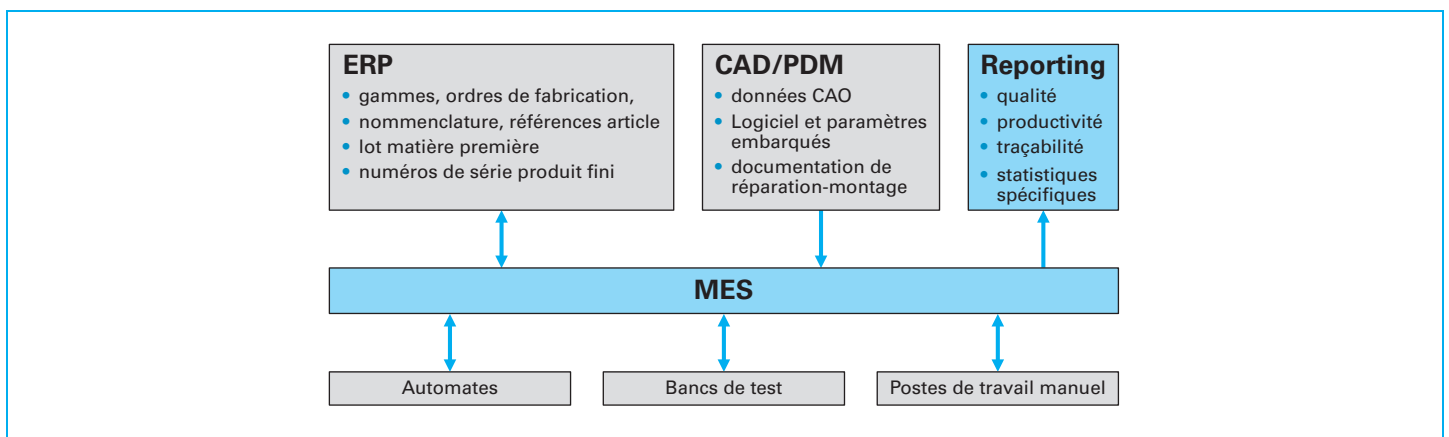 ERP
• gammes, ordres de fabrication,
• nommenclature, références article
• lot matière première
• numéros de série produit fini
CAD/PDM
• données CAO
• Logiciel et paramètres
embarqués
• documentation de
réparation-montage
Reporting
• qualité
• productivité
• traçabilité
• statistiques
spécifiques
MES
Automates
Bancs de test
Postes de travail manuel